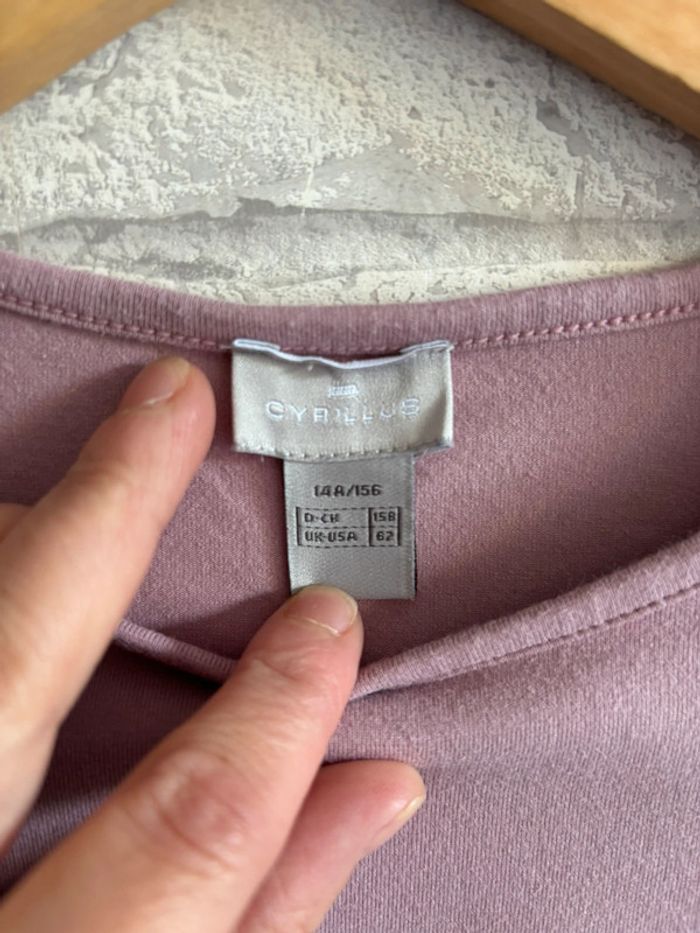 CYRILLUS
14A/156
D-CH 158
UK-USA 62